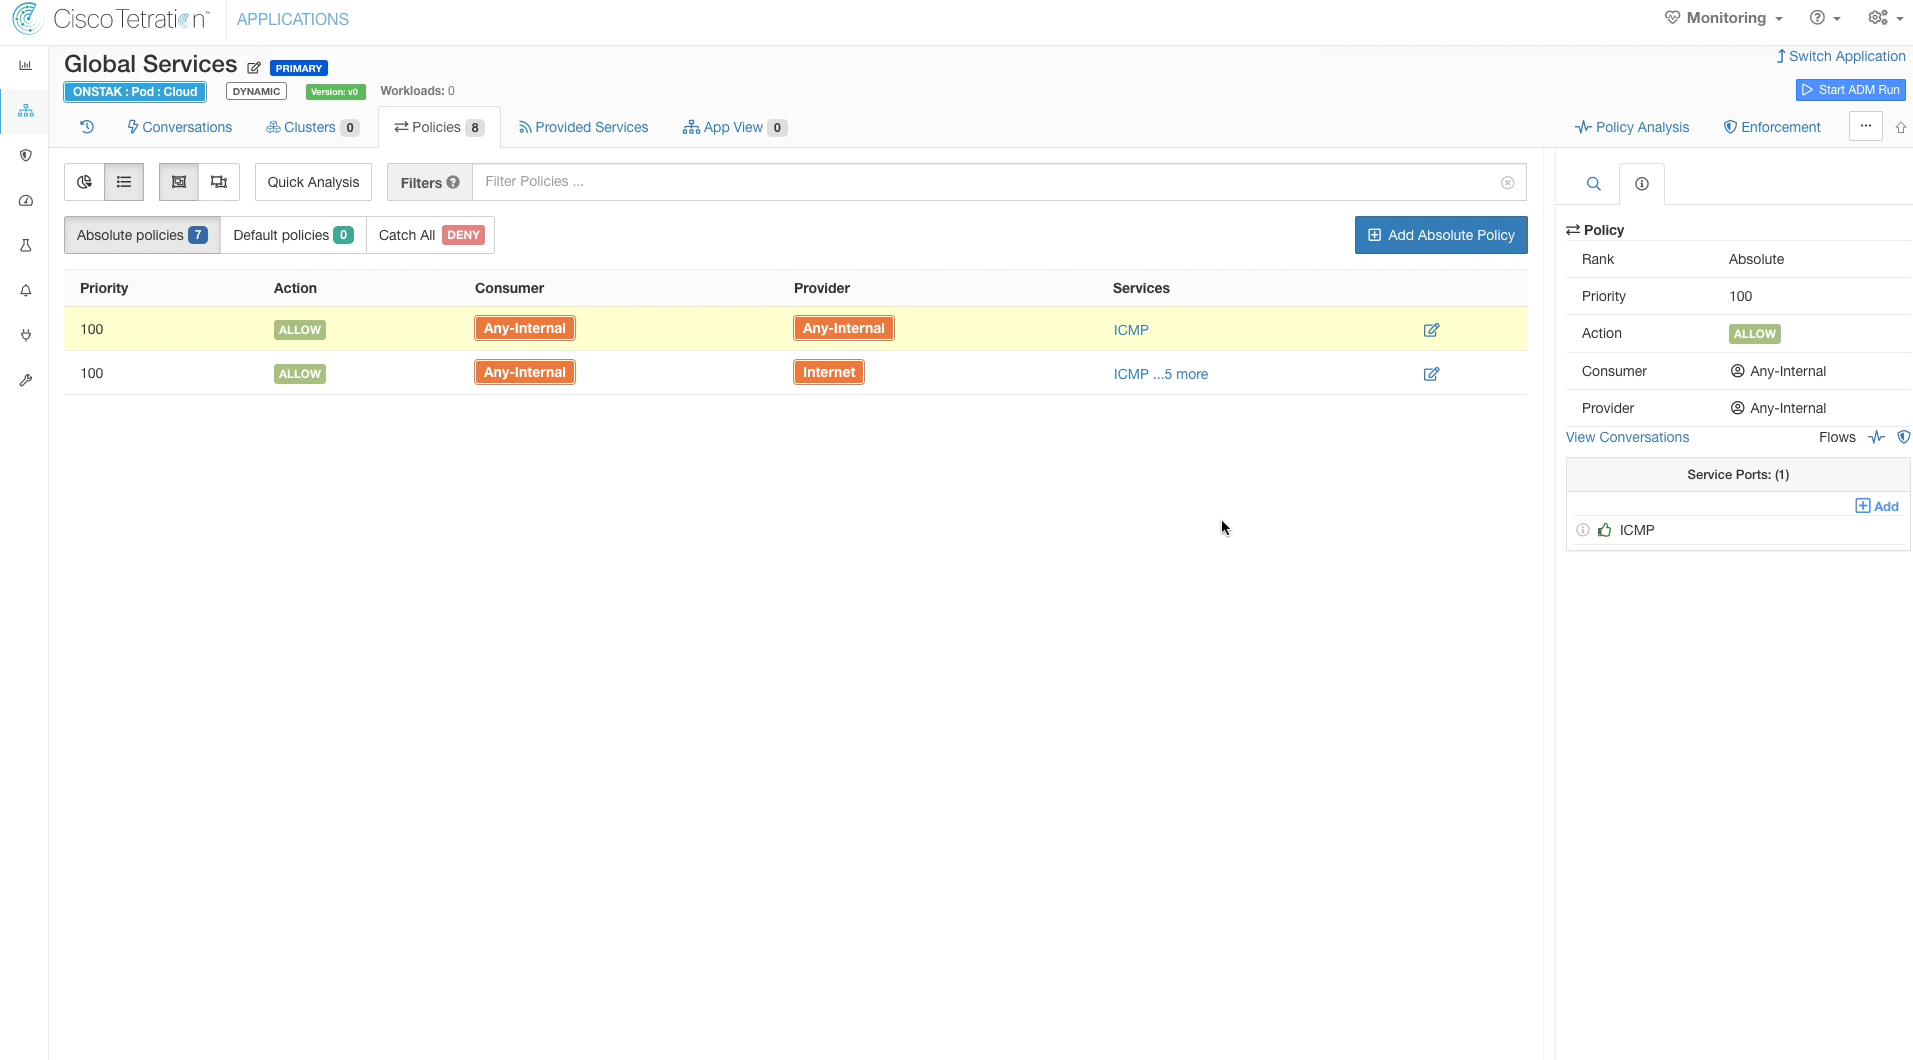 Cisco Tetration™ APPLICATIONS Monitoring
Global Services PRIMARY Switch Application
ONSTAK : Pod : Cloud DYNAMIC Version: v0 Workloads: 0 Start ADM Run
Conversations Clusters 0 Policies 8 Provided Services App View 0 Policy Analysis Enforcement ...
Quick Analysis Filters ? Filter Policies ...
Absolute policies 7 Default policies 0 Catch All DENY Add Absolute Policy
Priority Action Consumer Provider Services
100 ALLOW Any-Internal Any-Internal ICMP
100 ALLOW Any-Internal Internet ICMP ...5 more
Policy
Rank Absolute
Priority 100
Action ALLOW
Consumer Any-Internal
Provider Any-Internal
View Conversations Flows
Service Ports: (1)
Add
ICMP